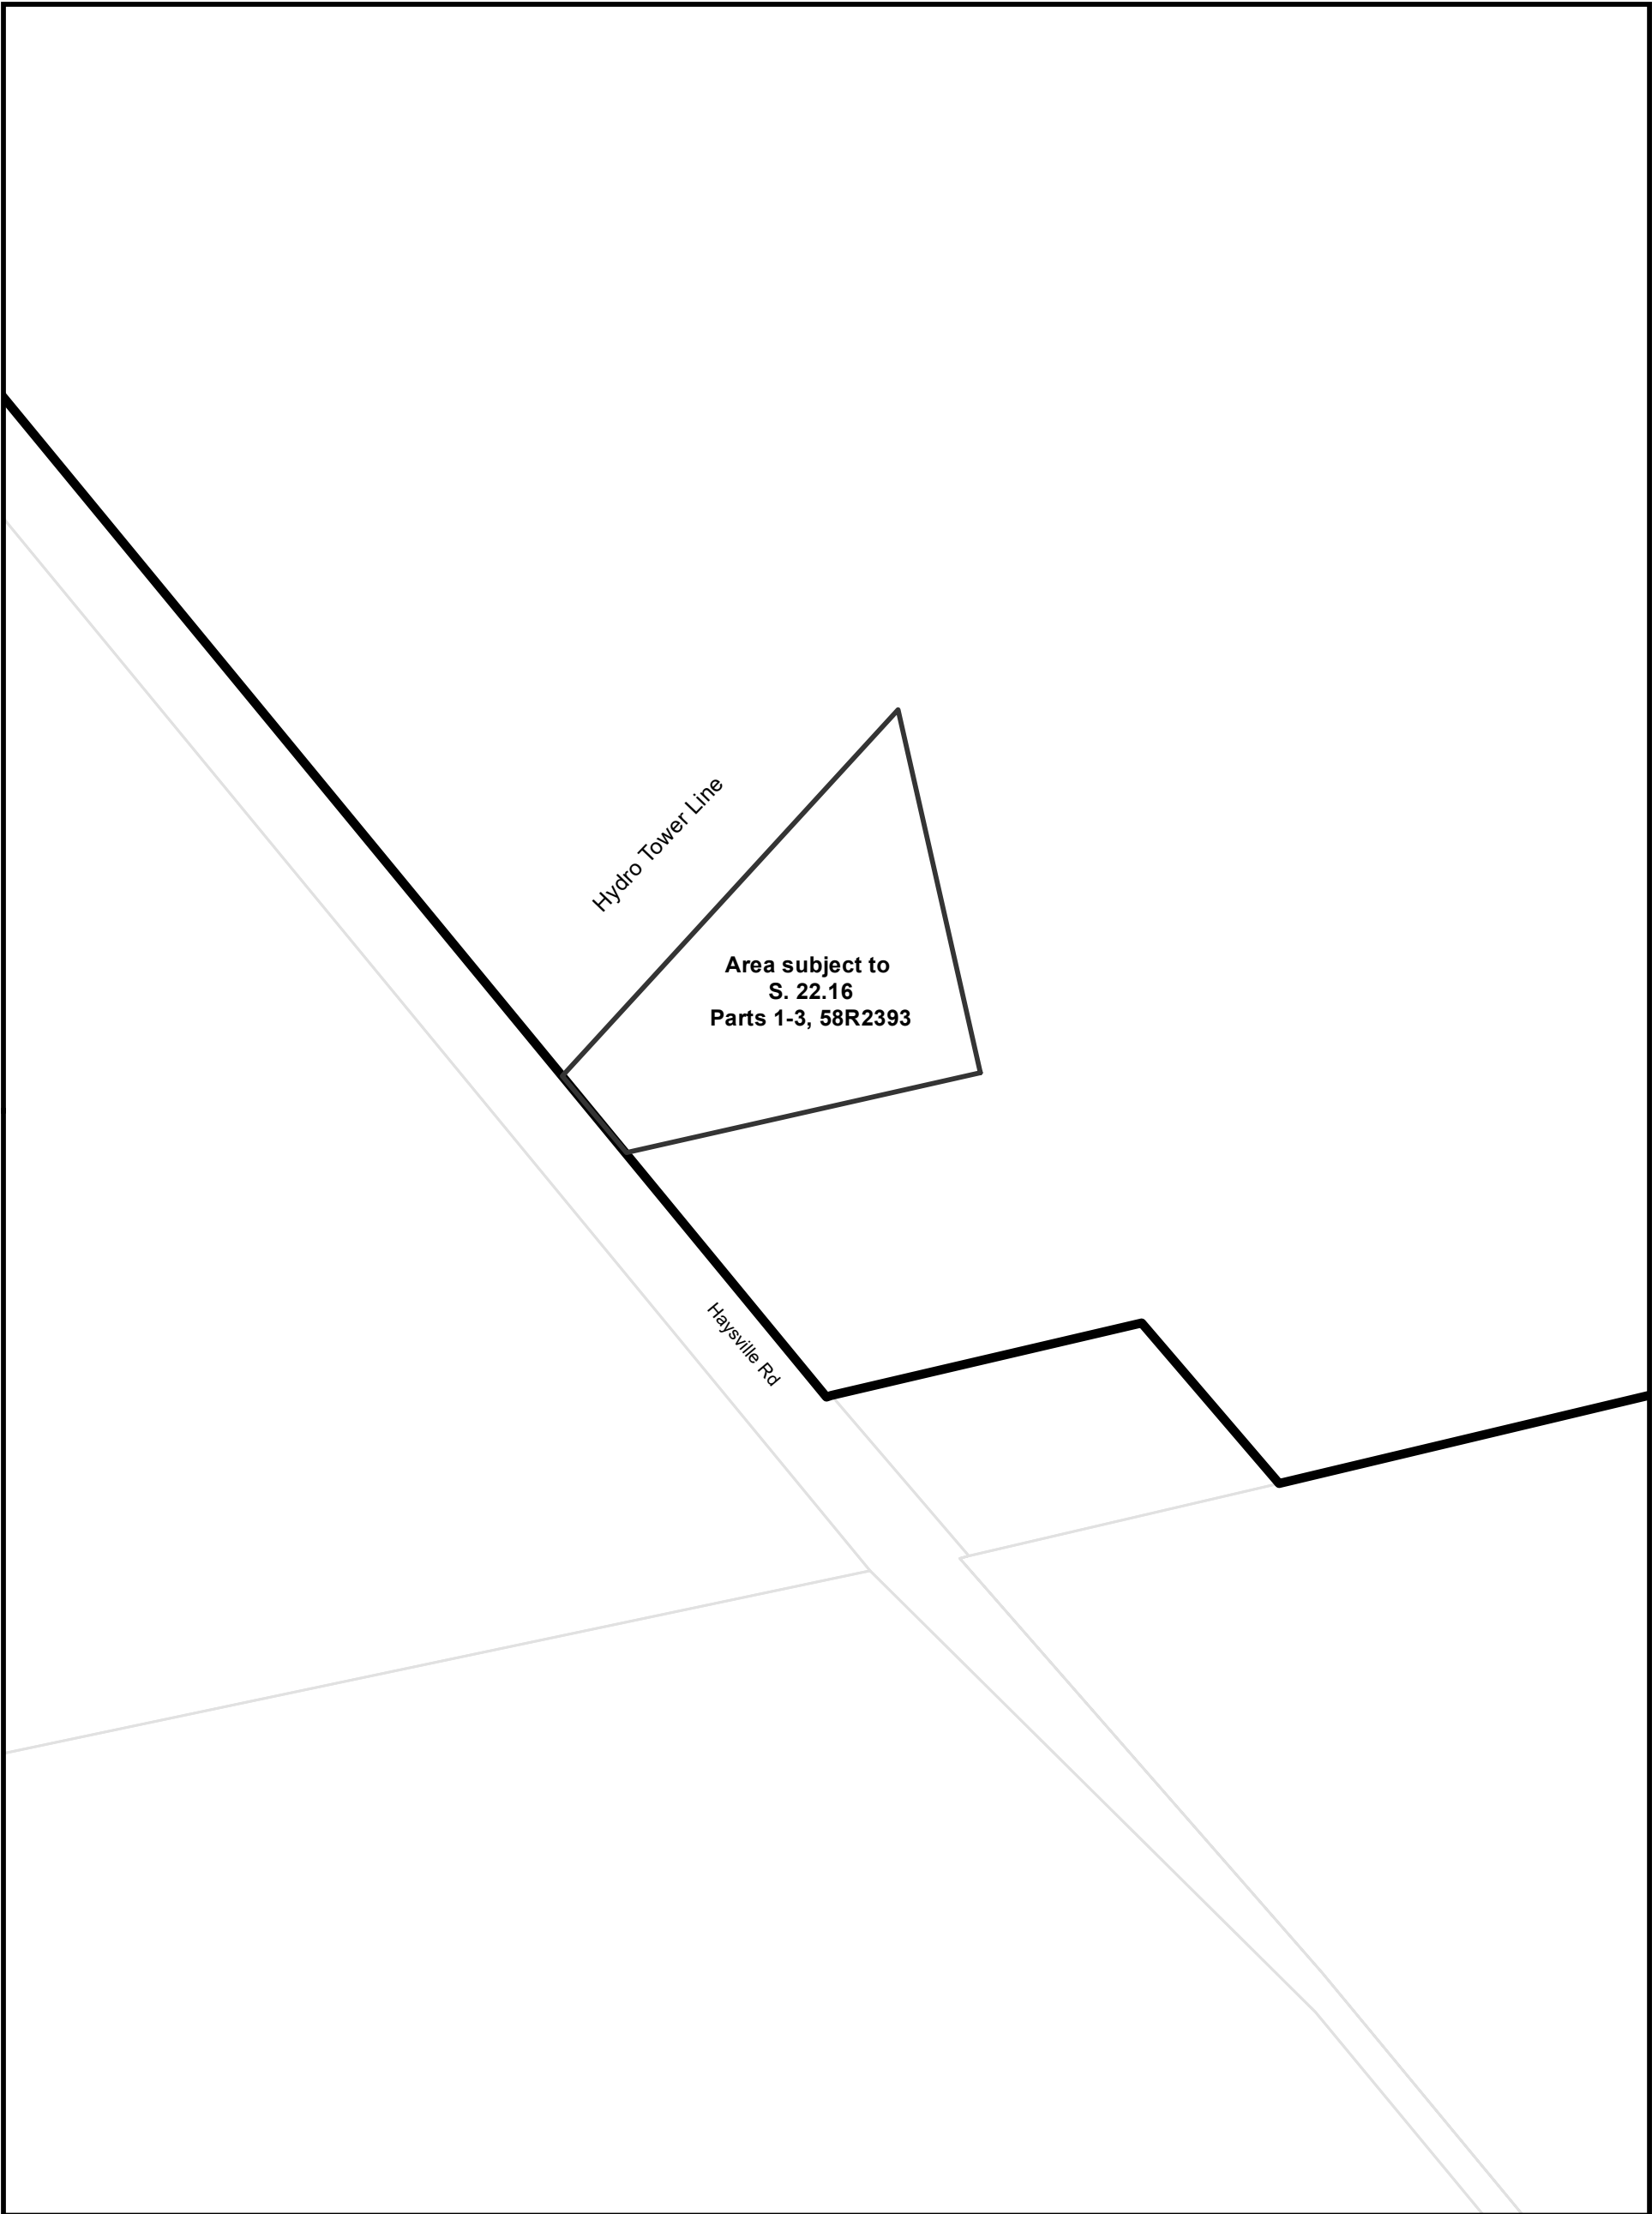 Hydro Tower Line
Area subject to
S. 22.16
Parts 1-3, 58R2393
Haysville Rd